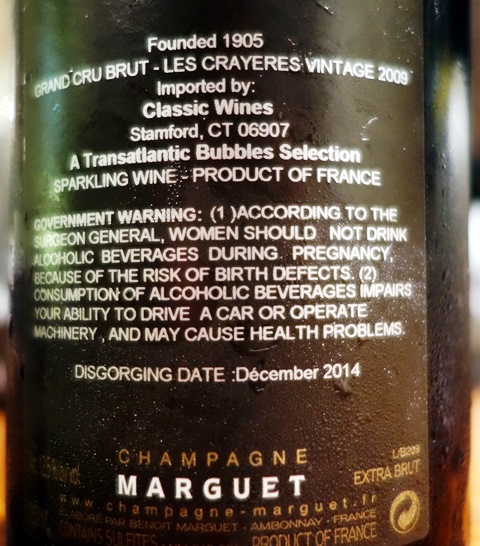 Founded 1905
GRAND CRU BRUT - LES CRAYERES VINTAGE 2009
Imported by:
Classic Wines
Stamford, CT 06907
A Transatlantic Bubbles Selection
SPARKLING WINE - PRODUCT OF FRANCE
GOVERNMENT WARNING: (1 )ACCORDING TO THE
SURGEON GENERAL, WOMEN SHOULD NOT DRINK
ALCOHOLIC BEVERAGES DURING PREGNANCY,
BECAUSE OF THE RISK OF BIRTH DEFECTS. (2)
CONSUMPTION OF ALCOHOLIC BEVERAGES IMPAIRS
YOUR ABILITY TO DRIVE A CAR OR OPERATE
MACHINERY , AND MAY CAUSE HEALTH PROBLEMS.
DISGORGING DATE :Décember 2014
CHAMPAGNE
MARGUET
L/B209
EXTRA BRUT
www.champagne-marguet.fr
ELABORÉ PAR BENOIT MARGUET - AMBONNAY - FRANCE
CONTAINS SULFITES
PRODUCT OF FRANCE